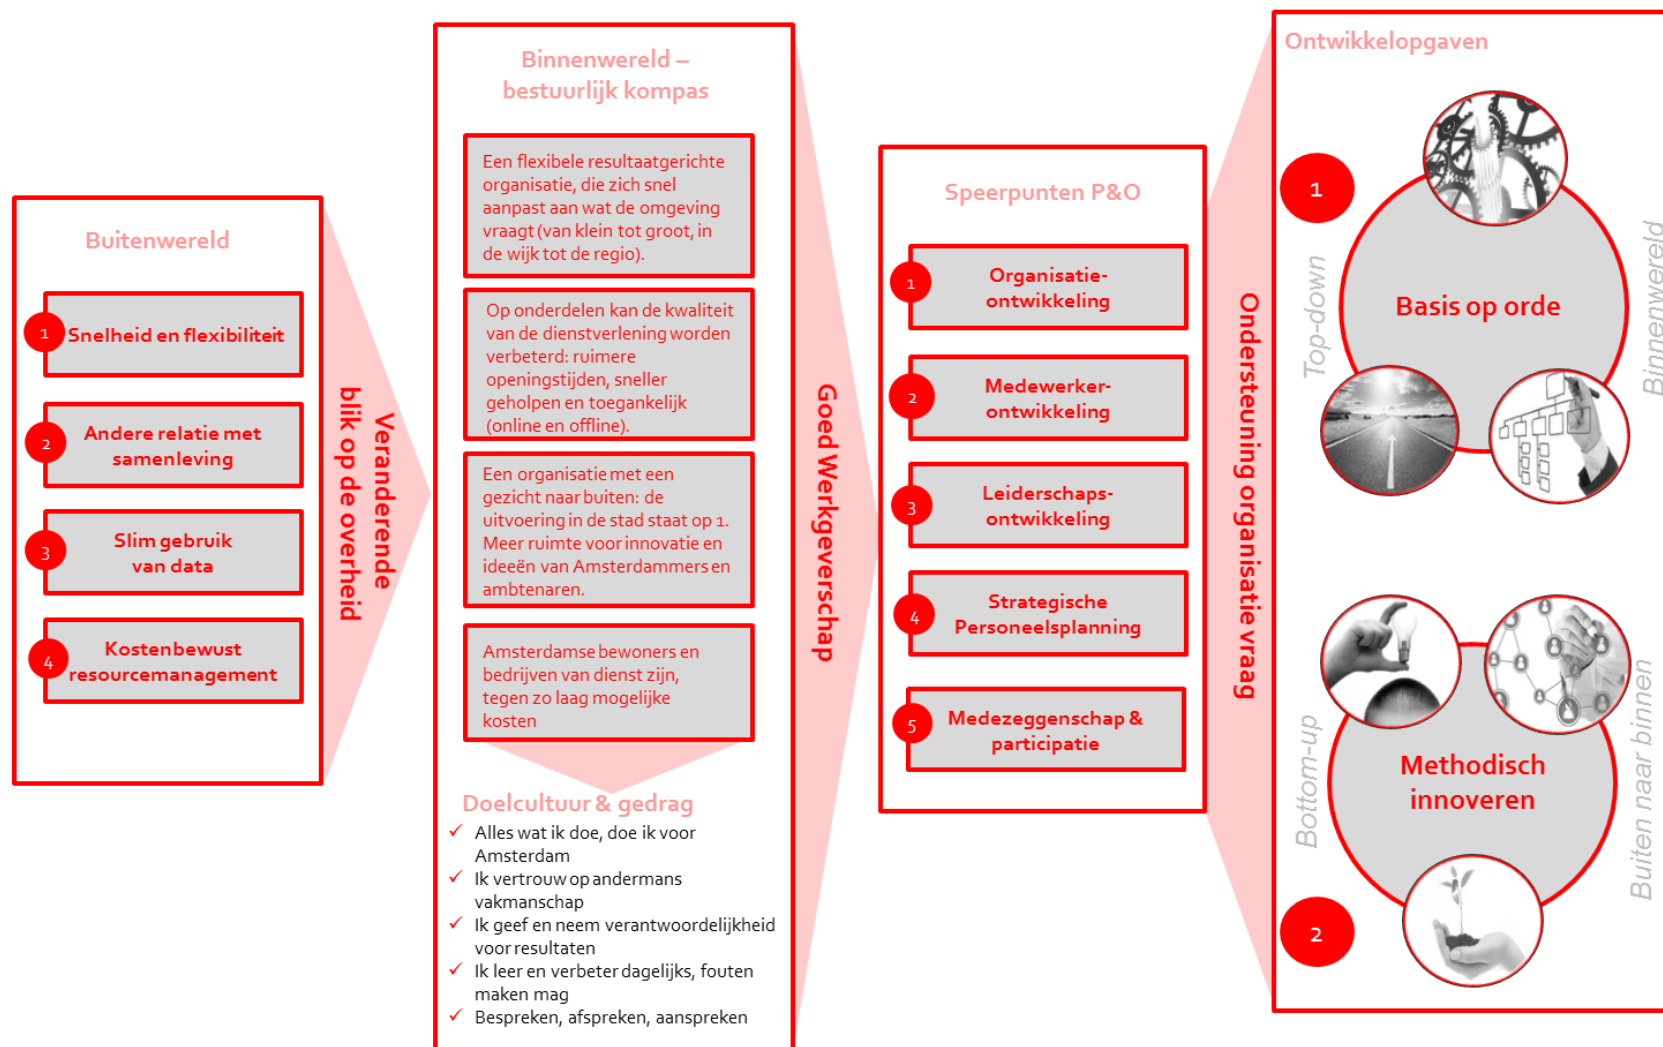 Buitenwereld
1
Snelheid en flexibiliteit
2
Andere relatie met
samenleving
3
Slim gebruik
van data
4
Kostenbewust
resourcemanagement
Veranderende
blik op de overheid
Binnenwereld –
bestuurlijk kompas
Een flexibele resultaatgerichte
organisatie, die zich snel
aanpast aan wat de omgeving
vraagt (van klein tot groot, in
de wijk tot de regio).
Op onderdelen kan de kwaliteit
van de dienstverlening worden
verbeterd: ruimere
openingstijden, sneller
geholpen en toegankelijk
(online en offline).
Een organisatie met een
gezicht naar buiten: de
uitvoering in de stad staat op 1.
Meer ruimte voor innovatie en
ideeën van Amsterdammers en
ambtenaren.
Amsterdamse bewoners en
bedrijven van dienst zijn,
tegen zo laag mogelijke
kosten
Doelcultuur & gedrag
✓ Alles wat ik doe, doe ik voor
Amsterdam
✓ Ik vertrouw op andermans
vakmanschap
✓ Ik geef en neem verantwoordelijkheid
voor resultaten
✓ Ik leer en verbeter dagelijks, fouten
maken mag
✓ Bespreken, afspreken, aanspreken
Goed Werkgeverschap
Speerpunten P&O
1
Organisatie-
ontwikkeling
2
Medewerker-
ontwikkeling
3
Leiderschaps-
ontwikkeling
4
Strategische
Personeelsplanning
5
Medezeggenschap &
participatie
Ondersteuning organisatie vraag
Ontwikkelopgaven
1
Top-down
Basis op orde
Binnenwereld
Bottom-up
Methodisch
innoveren
Buiten naar binnen
2